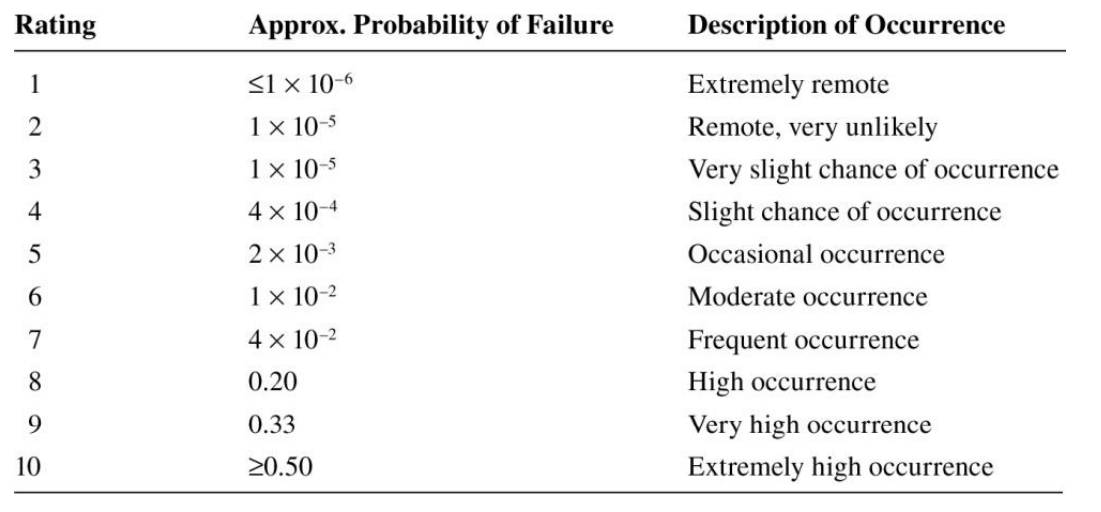 Rating Approx. Probability of Failure Description of Occurrence
1 ≤1 × 10⁻⁶ Extremely remote
2 1 × 10⁻⁵ Remote, very unlikely
3 1 × 10⁻⁵ Very slight chance of occurrence
4 4 × 10⁻⁴ Slight chance of occurrence
5 2 × 10⁻³ Occasional occurrence
6 1 × 10⁻² Moderate occurrence
7 4 × 10⁻² Frequent occurrence
8 0.20 High occurrence
9 0.33 Very high occurrence
10 ≥0.50 Extremely high occurrence